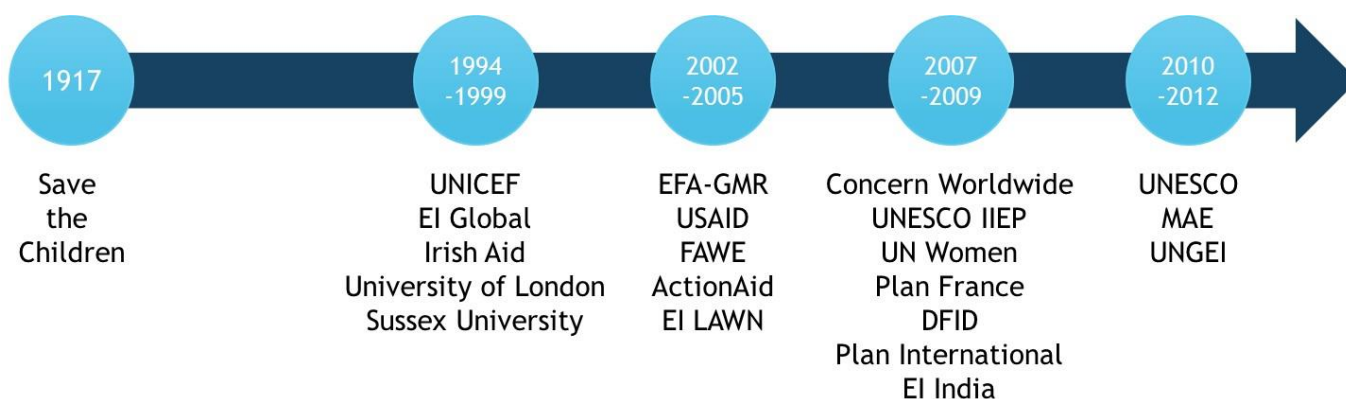 1917
1994
-1999
2002
-2005
2007
-2009
2010
-2012
Save
the
Children
UNICEF
EI Global
Irish Aid
University of London
Sussex University
EFA-GMR
USAID
FAWE
ActionAid
EI LAWN
Concern Worldwide
UNESCO IIEP
UN Women
Plan France
DFID
Plan International
EI India
UNESCO
MAE
UNGEI